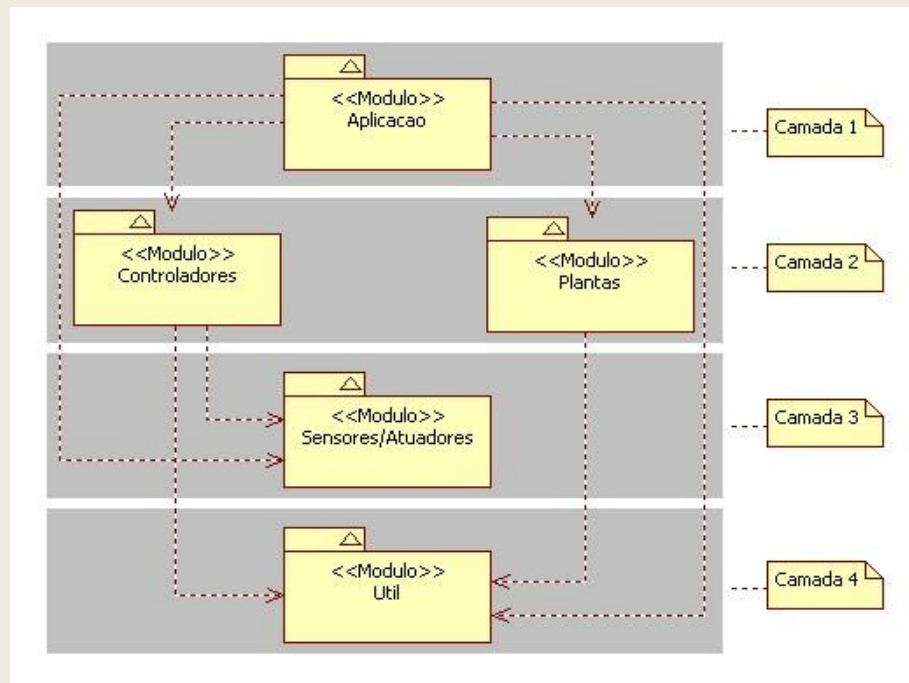 <<Modulo>>
Aplicacao
Camada 1
<<Modulo>>
Controladores
<<Modulo>>
Plantas
Camada 2
<<Modulo>>
Sensores/Atuadores
Camada 3
<<Modulo>>
Util
Camada 4